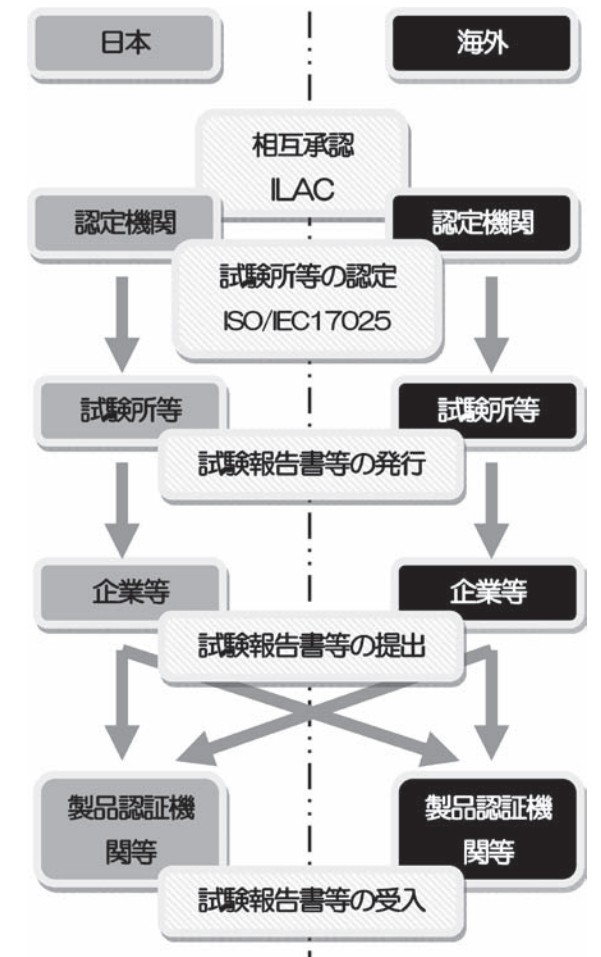 日本
海外
相互承認
ILAC
認定機関
認定機関
試験所等の認定
ISO/IEC17025
試験所等
試験所等
試験報告書等の発行
企業等
企業等
試験報告書等の提出
製品認証機
関等
製品認証機
関等
試験報告書等の受入